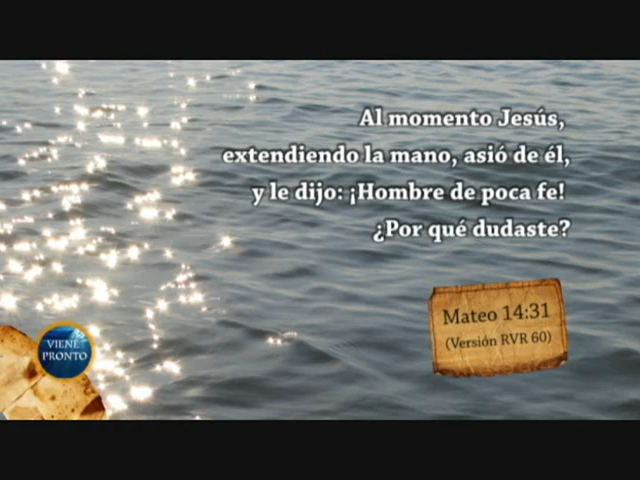 Al momento Jesús,
extendiendo la mano, asió de él,
y le dijo: ¡Hombre de poca fe!
¿Por qué dudaste?
Mateo 14:31
(Versión RVR 60)
VIENE
PRONTO